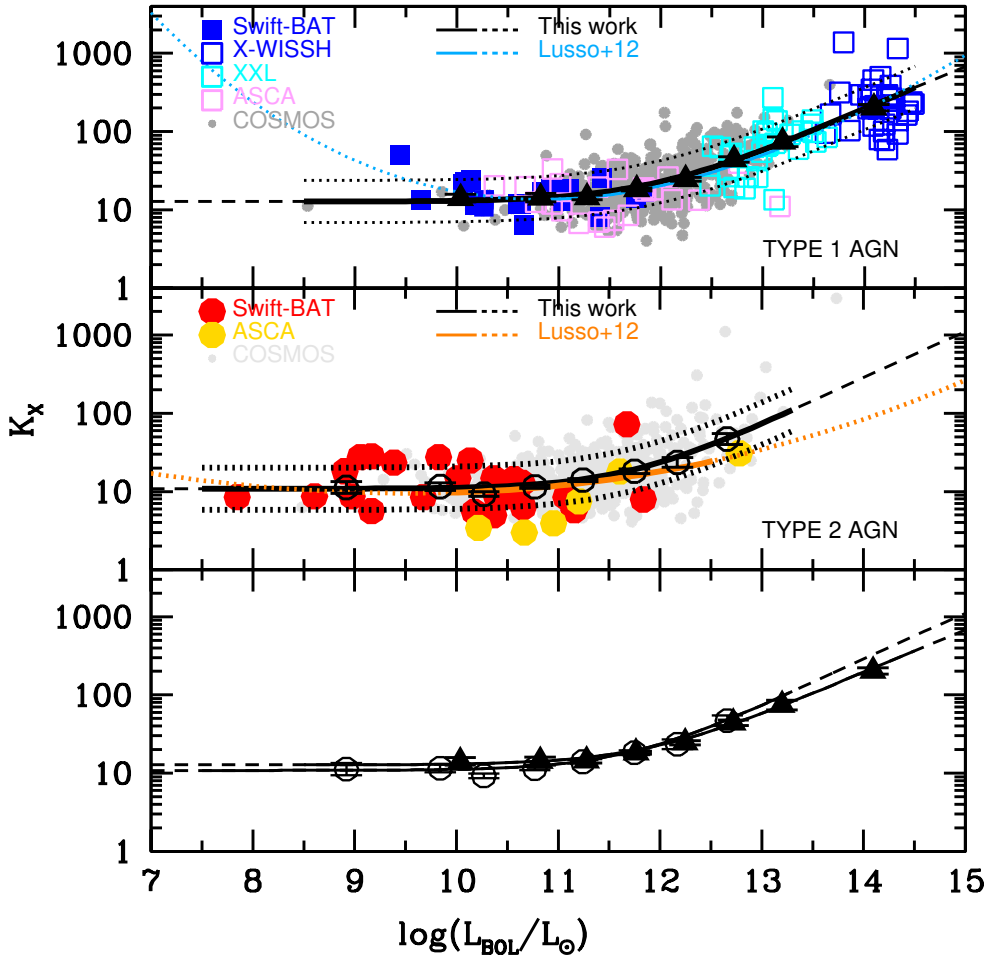 1000
100
10
1
Swift-BAT
X-WISSH
XXL
ASCA
COSMOS
This work
Lusso+12
TYPE 1 AGN
1000
100
10
1
Swift-BAT
ASCA
COSMOS
This work
Lusso+12
TYPE 2 AGN
K_X
1000
100
10
1
7 8 9 10 11 12 13 14 15
log(L_BOL/L_⊙)